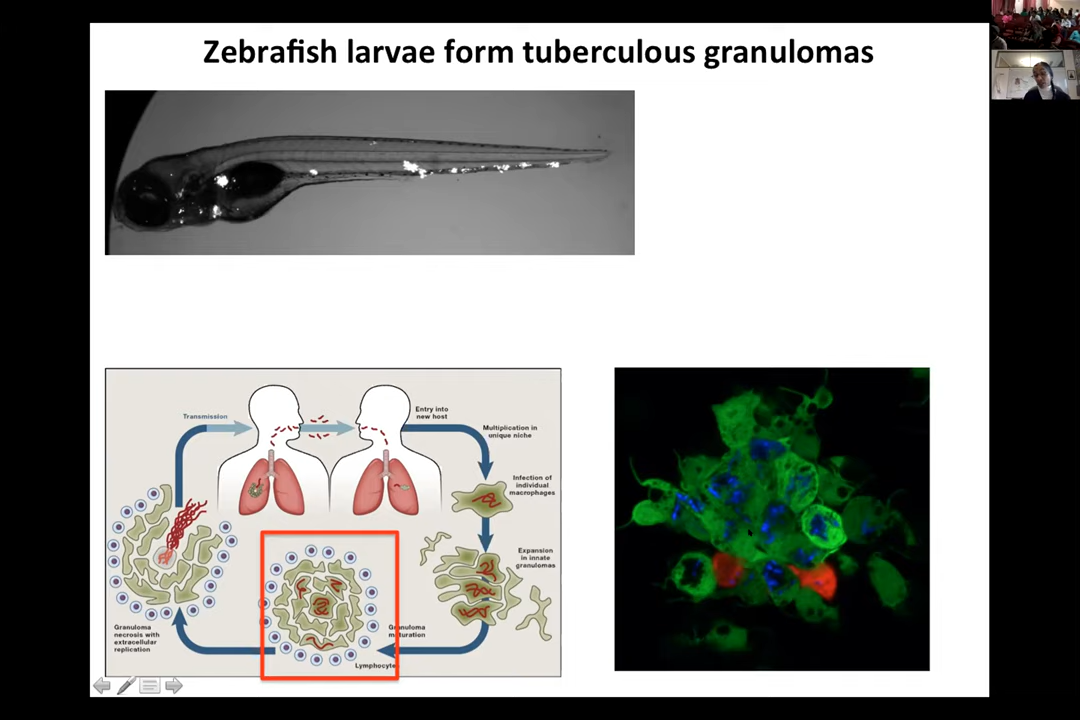 Zebrafish larvae form tuberculous granulomas
Transmission
Entry into
new host
Multiplication in
unique niche
Infection of
individual
macrophages
Expansion
in innate
granulomas
Granuloma
maturation
Lymphocyte
Granuloma
necrosis with
extracellular
replication